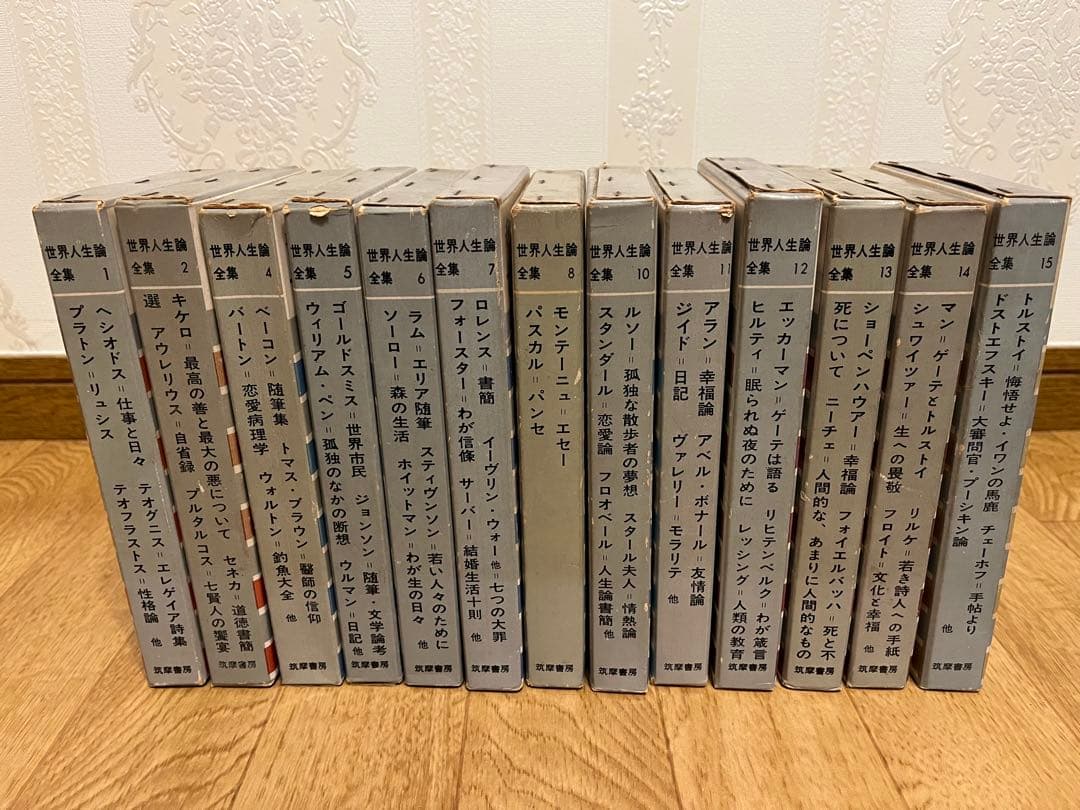 世界人生論
全集 1
ヘシオドス=仕事と日々 テオグニス=エレゲイア詩集
プラトン=リュシス テオフラストス=性格論 他
世界人生論
全集 2
キケロー=最高の善と最大の悪について セネカ=道徳書簡
選 アウレリウス=自省録 プルタルコス=七賢人の饗宴
筑摩書房
世界人生論
全集 4
ベーコン=随筆集 トマス・ブラウン=醫師の信仰
バートン=恋愛病理学 ウォルトン=釣魚大全 他
筑摩書房
世界人生論
全集 5
ゴールドスミス=世界市民 ジョンソン=随筆・文学論考
ウィリアム・ペン=孤独のなかの断想 ウルマン=日記 他
筑摩書房
世界人生論
全集 6
ラム=エリア随筆 スティヴンソン=若い人々のために
ソーロー=森の生活 ホイットマン=わが生の日々 他
筑摩書房
世界人生論
全集 7
ロレンス=書簡 イーヴリン・ウォー他=七つの大罪
フォースター=わが信條 サーバー=結婚生活十則 他
筑摩書房
世界人生論
全集 8
モンテーニュ=エセー
パスカル=パンセ
筑摩書房
世界人生論
全集 10
ルソー=孤独な散歩者の夢想 スタール夫人=情熱論
スタンダール=恋愛論 フロオベール=人生論書簡 他
筑摩書房
世界人生論
全集 11
アラン=幸福論 アベル・ボナール=友情論
ジイド=日記 ヴァレリー=モラリテ 他
筑摩書房
世界人生論
全集 12
エッカーマン=ゲーテは語る リヒテンベルク=わが箴言
ヒルティ=眠られぬ夜のために レッシング=人類の教育
筑摩書房
世界人生論
全集 13
ショーペンハウアー=幸福論 フォイエルバッハ=死と不
死について ニーチェ=人間的な、あまりに人間的なもの
筑摩書房
世界人生論
全集 14
マン=ゲーテとトルストイ リルケ=若き詩人への手紙
シュワイツァー=生への畏敬 フロイト=文化と幸福 他
筑摩書房
世界人生論
全集 15
トルストイ=悔悟せよ・イワンの馬鹿 チェーホフ=手帖より
ドストエフスキー=大審問官・プーシキン論 他
筑摩書房